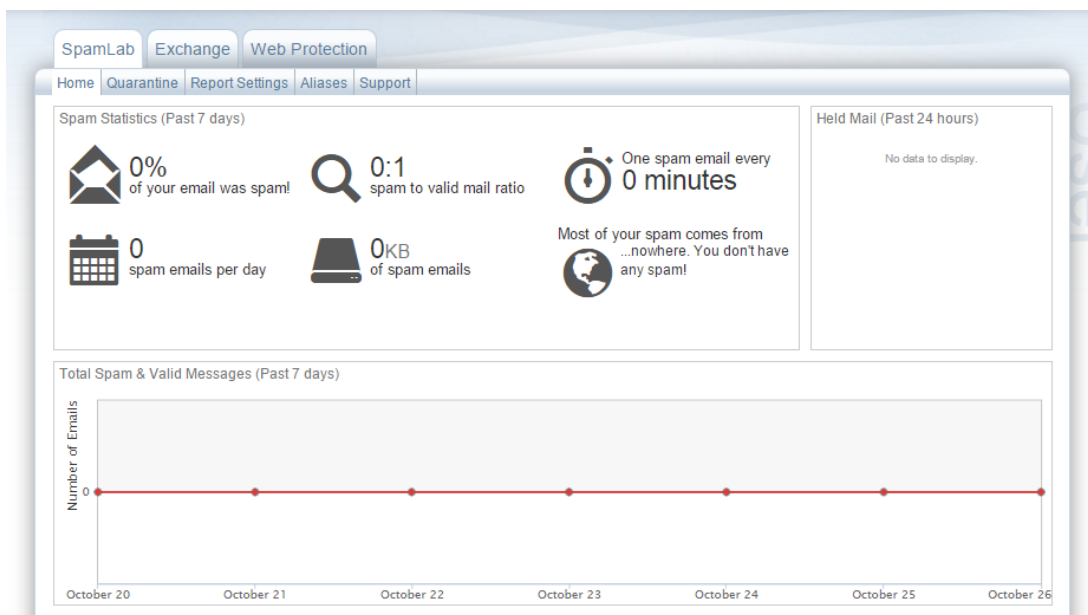 SpamLab Exchange Web Protection
Home Quarantine Report Settings Aliases Support
Spam Statistics (Past 7 days)
0%
of your email was spam!
0:1
spam to valid mail ratio
One spam email every
0 minutes
0
spam emails per day
0KB
of spam emails
Most of your spam comes from
...nowhere. You don't have
any spam!
Held Mail (Past 24 hours)
No data to display.
Total Spam & Valid Messages (Past 7 days)
Number of Emails
0
October 20 October 21 October 22 October 23 October 24 October 25 October 26